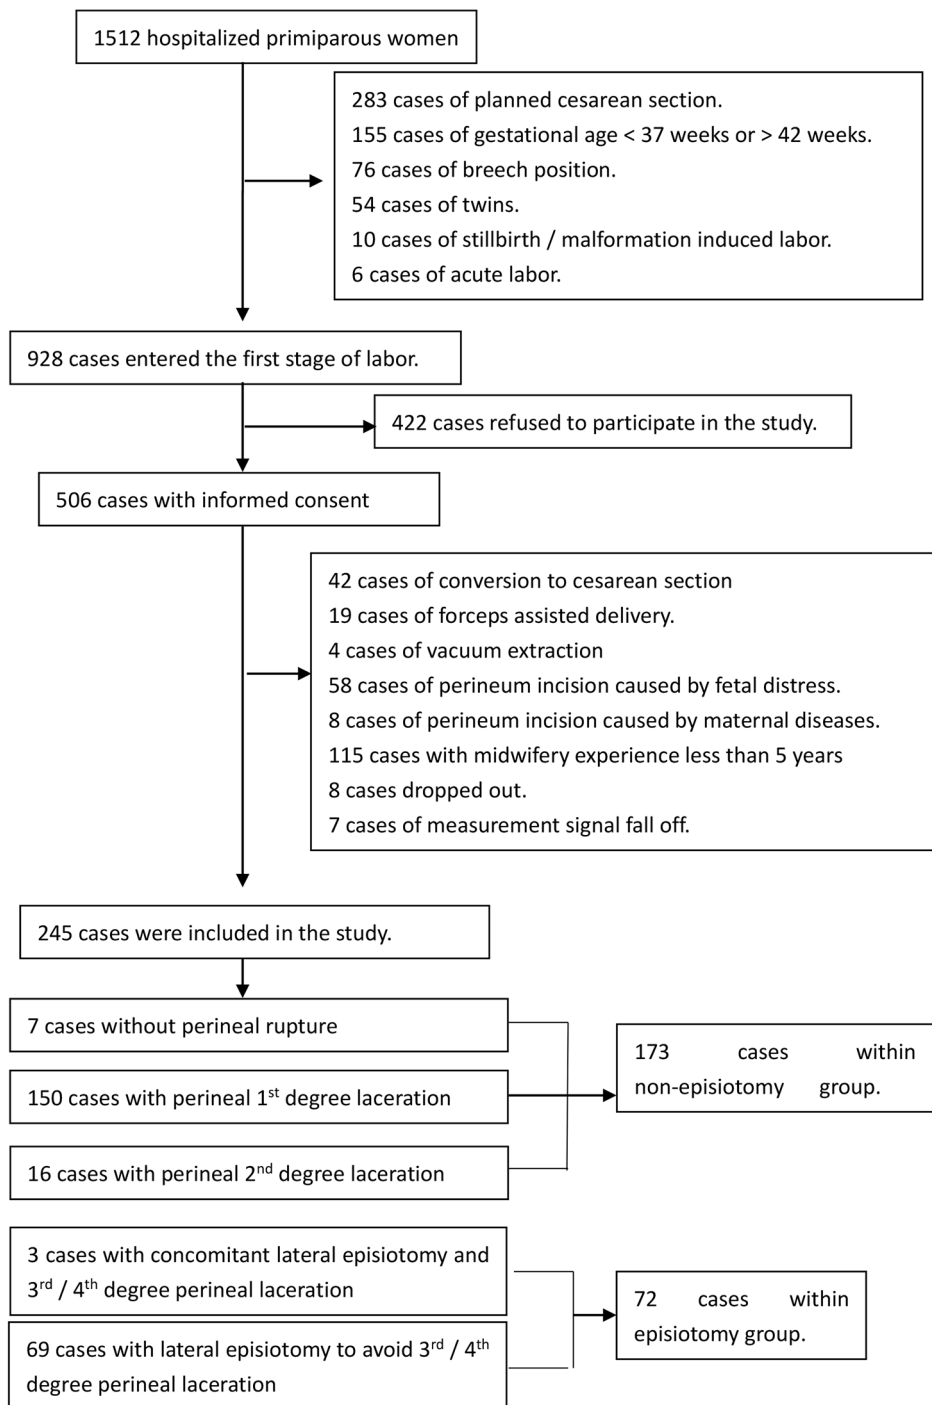 1512 hospitalized primiparous women
283 cases of planned cesarean section.
155 cases of gestational age < 37 weeks or > 42 weeks.
76 cases of breech position.
54 cases of twins.
10 cases of stillbirth / malformation induced labor.
6 cases of acute labor.
928 cases entered the first stage of labor.
422 cases refused to participate in the study.
506 cases with informed consent
42 cases of conversion to cesarean section
19 cases of forceps assisted delivery.
4 cases of vacuum extraction
58 cases of perineum incision caused by fetal distress.
8 cases of perineum incision caused by maternal diseases.
115 cases with midwifery experience less than 5 years
8 cases dropped out.
7 cases of measurement signal fall off.
245 cases were included in the study.
7 cases without perineal rupture
150 cases with perineal 1st degree laceration
16 cases with perineal 2nd degree laceration
173 cases within
non-episiotomy group.
3 cases with concomitant lateral episiotomy and
3rd / 4th degree perineal laceration
69 cases with lateral episiotomy to avoid 3rd / 4th
degree perineal laceration
72 cases within
episiotomy group.